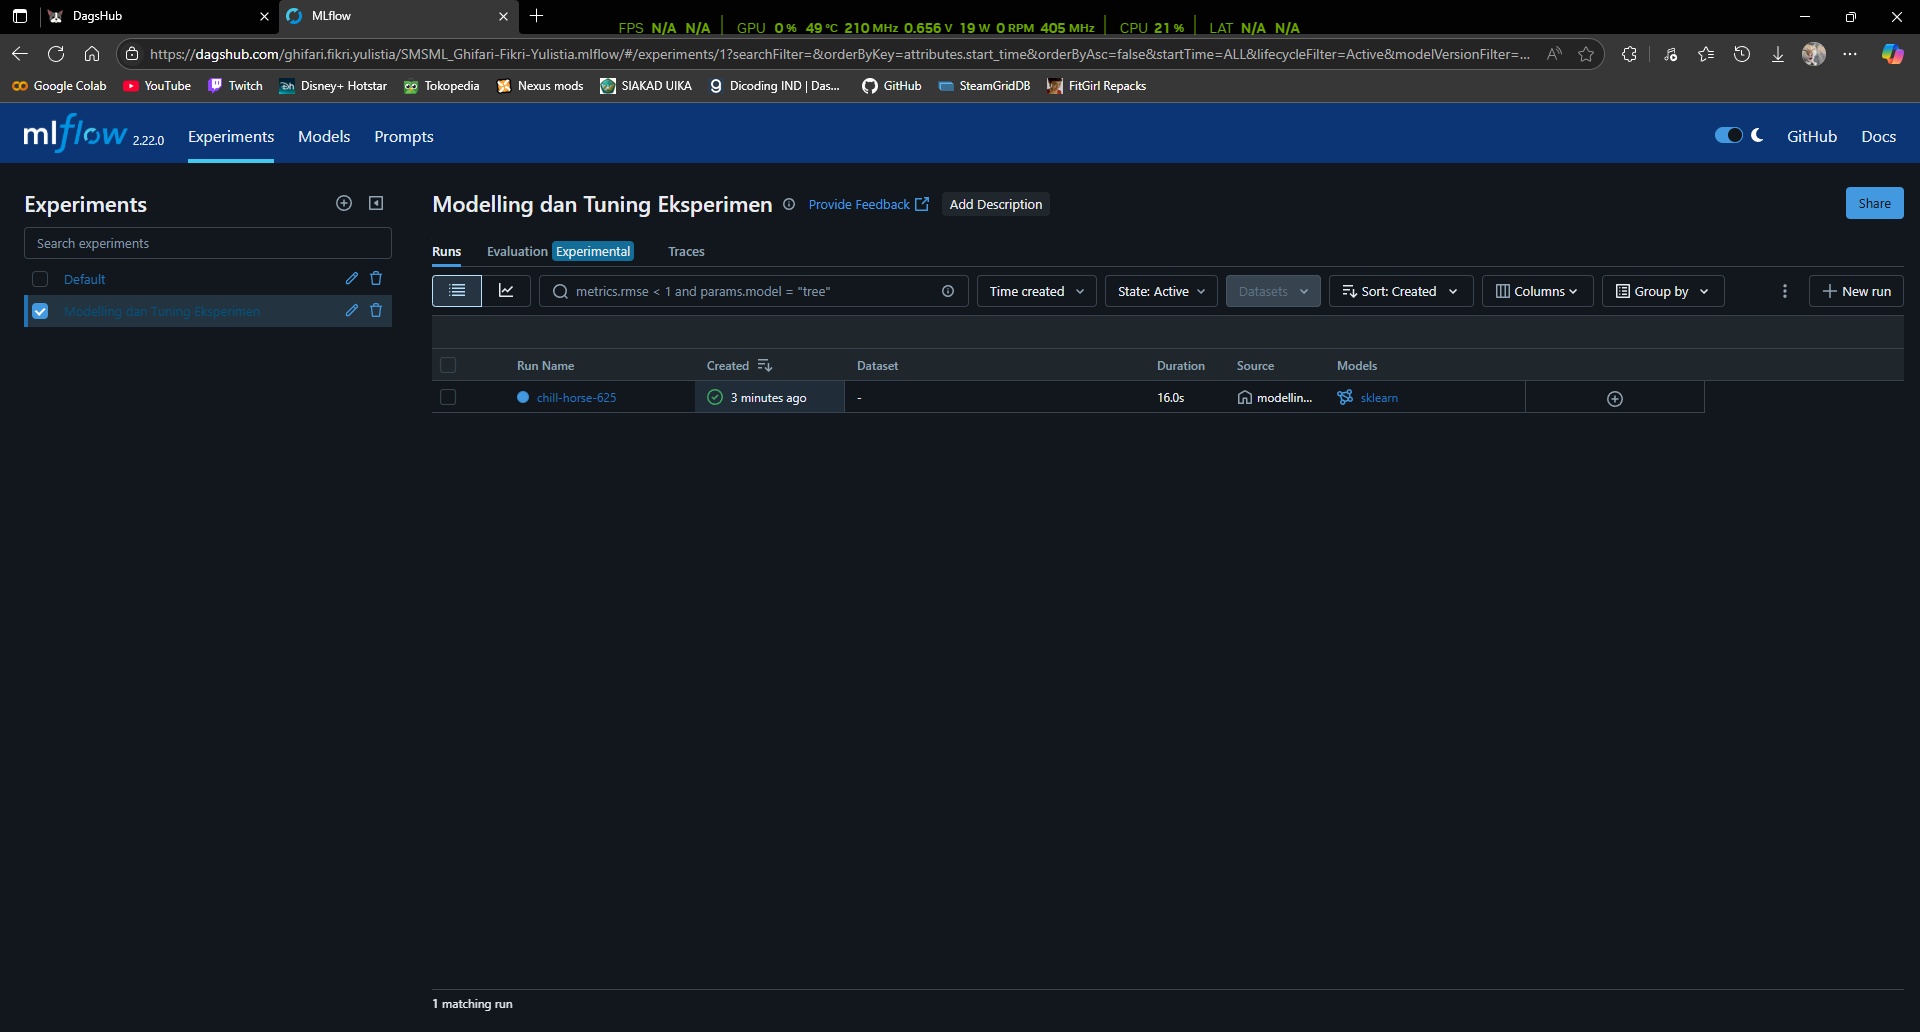 DagsHub
MLflow
FPS N/A N/A GPU 0 % 49 °C 210 MHz 0.656 V 19 W 0 RPM 405 MHz CPU 21 % LAT N/A N/A
https://dagshub.com/ghifari.fikri.yulistia/SMSML_Ghifari-Fikri-Yulistia.mlflow/#/experiments/1?searchFilter=&orderByKey=attributes.start_time&orderByAsc=false&startTime=ALL&lifecycleFilter=Active&modelVersionFilter=...
Google Colab YouTube Twitch Disney+ Hotstar Tokopedia Nexus mods SIAKAD UIKA Dicoding IND | Das... GitHub SteamGridDB FitGirl Repacks
mlflow 2.22.0 Experiments Models Prompts GitHub Docs
Experiments
Search experiments
Default
Modelling dan Tuning Eksperimen
Modelling dan Tuning Eksperimen Provide Feedback Add Description Share
Runs Evaluation Experimental Traces
metrics.rmse < 1 and params.model = "tree" Time created State: Active Datasets Sort: Created Columns Group by New run
Run Name Created Dataset Duration Source Models
chill-horse-625 3 minutes ago - 16.0s modellin... sklearn
1 matching run